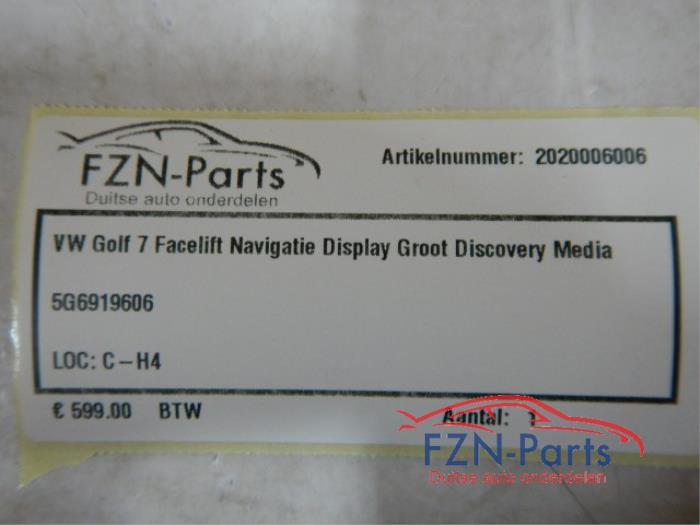 FZN-Parts
Duitse auto onderdelen
Artikelnummer: 2020006006
VW Golf 7 Facelift Navigatie Display Groot Discovery Media
5G6919606
LOC: C-H4
€ 599.00 BTW
Aantal: 1
FZN-Parts
Duitse auto onderdelen